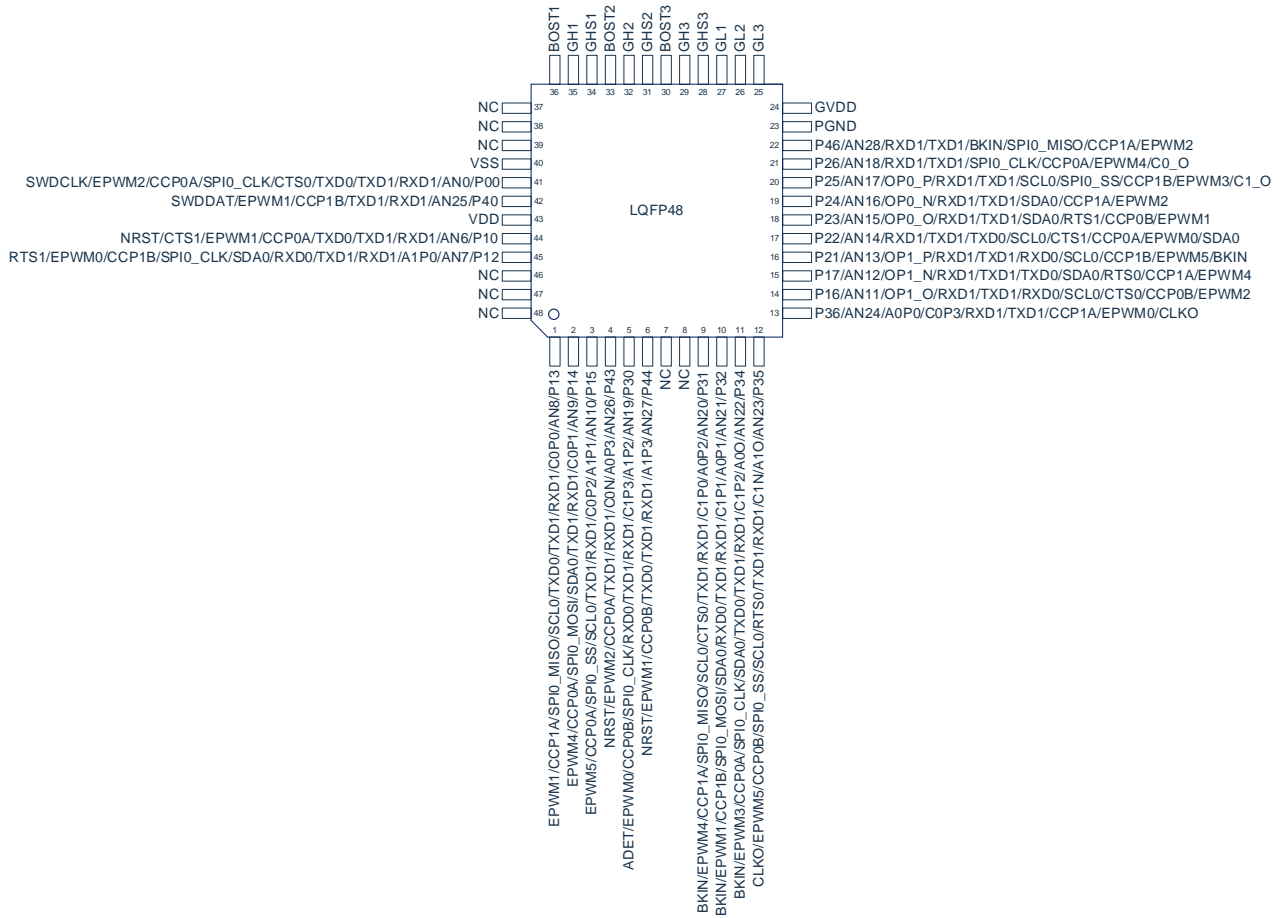 BOST1
GH1
GHS1
BOST2
GH2
GHS2
BOST3
GH3
GHS3
GL1
GL2
GL3
36
35
34
33
32
31
30
29
28
27
26
25
NC
37
NC
38
NC
39
VSS
40
SWDCLK/EPWM2/CCP0A/SPI0_CLK/CTS0/TXD0/TXD1/RXD1/AN0/P00
41
SWDDAT/EPWM1/CCP1B/TXD1/RXD1/AN25/P40
42
VDD
43
NRST/CTS1/EPWM1/CCP0A/TXD0/TXD1/RXD1/AN6/P10
44
RTS1/EPWM0/CCP1B/SPI0_CLK/SDA0/RXD0/TXD1/RXD1/A1P0/AN7/P12
45
NC
46
NC
47
NC
48
LQFP48
24
GVDD
23
PGND
22
P46/AN28/RXD1/TXD1/BKIN/SPI0_MISO/CCP1A/EPWM2
21
P26/AN18/RXD1/TXD1/SPI0_CLK/CCP0A/EPWM4/C0_O
20
P25/AN17/OP0_P/RXD1/TXD1/SCL0/SPI0_SS/CCP1B/EPWM3/C1_O
19
P24/AN16/OP0_N/RXD1/TXD1/SDA0/CCP1A/EPWM2
18
P23/AN15/OP0_O/RXD1/TXD1/SDA0/RTS1/CCP0B/EPWM1
17
P22/AN14/RXD1/TXD1/TXD0/SCL0/CTS1/CCP0A/EPWM0/SDA0
16
P21/AN13/OP1_P/RXD1/TXD1/RXD0/SCL0/CCP1B/EPWM5/BKIN
15
P17/AN12/OP1_N/RXD1/TXD1/TXD0/SDA0/RTS0/CCP1A/EPWM4
14
P16/AN11/OP1_O/RXD1/TXD1/RXD0/SCL0/CTS0/CCP0B/EPWM2
13
P36/AN24/A0P0/C0P3/RXD1/TXD1/CCP1A/EPWM0/CLKO
1
2
3
4
5
6
7
8
9
10
11
12
EPWM1/CCP1A/SPI0_MISO/SCL0/TXD0/TXD1/RXD1/C0P0/AN8/P13
EPWM4/CCP0A/SPI0_MOSI/SDA0/TXD1/RXD1/C0P1/AN9/P14
EPWM5/CCP0A/SPI0_SS/SCL0/TXD1/RXD1/C0P2/A1P1/AN10/P15
NRST/EPWM2/CCP0A/TXD1/RXD1/C0N/A0P3/AN26/P43
ADET/EPWM0/CCP0B/SPI0_CLK/RXD0/TXD1/RXD1/C1P3/A1P2/AN19/P30
NRST/EPWM1/CCP0B/TXD0/TXD1/RXD1/A1P3/AN27/P44
NC
NC
BKIN/EPWM4/CCP1A/SPI0_MISO/SCL0/CTS0/TXD1/RXD1/C1P0/A0P2/AN20/P31
BKIN/EPWM1/CCP1B/SPI0_MOSI/SDA0/RXD0/TXD1/RXD1/C1P1/A0P1/AN21/P32
BKIN/EPWM3/CCP0A/SPI0_CLK/SDA0/TXD0/TXD1/RXD1/C1P2/A0O/AN22/P34
CLKO/EPWM5/CCP0B/SPI0_SS/SCL0/RTS0/TXD1/RXD1/C1N/A1O/AN23/P35